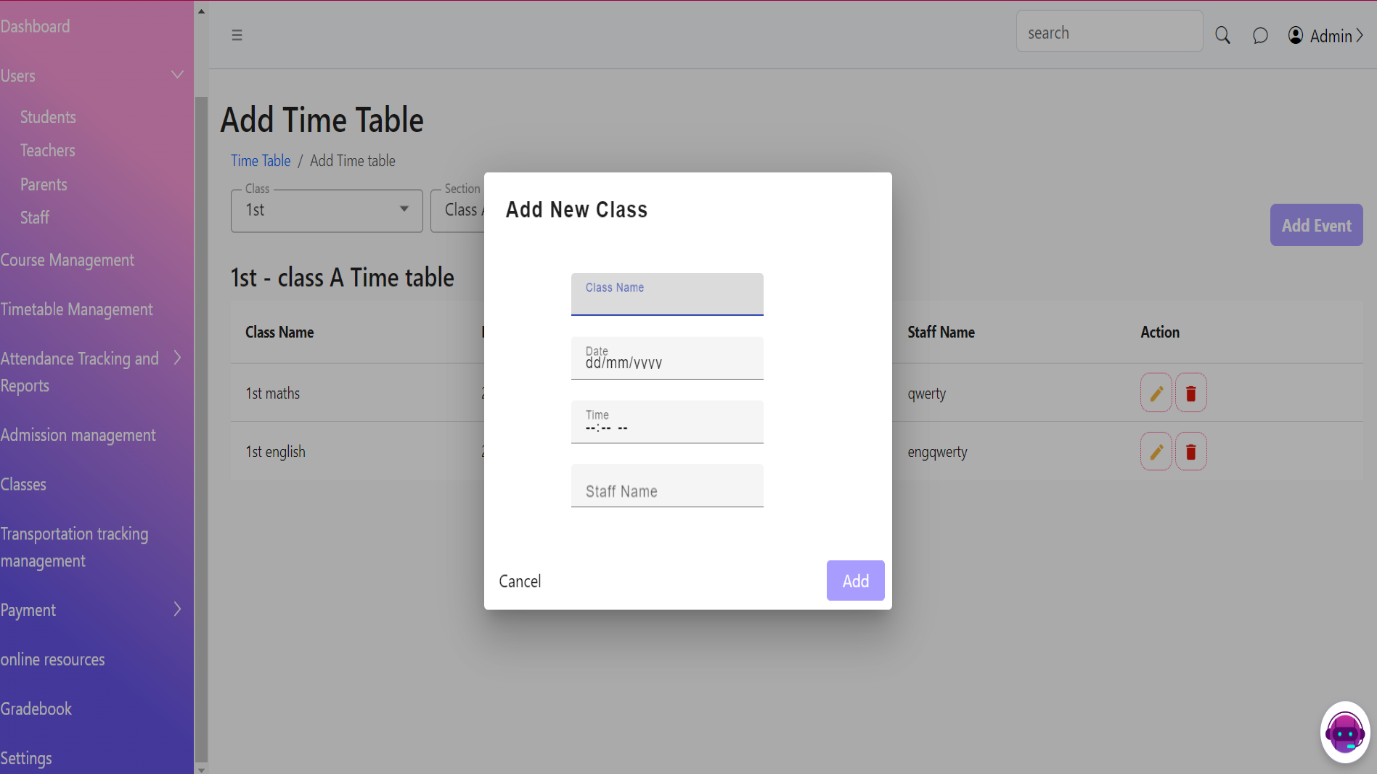 Dashboard
Users
Students
Teachers
Parents
Staff
Course Management
Timetable Management
Attendance Tracking and
Reports
Admission management
Classes
Transportation tracking
management
Payment
online resources
Gradebook
Settings
search
Admin
Add Time Table
Time Table / Add Time table
Class
1st
Section
Class
Add Event
1st - class A Time table
Class Name
Staff Name
Action
1st maths
qwerty
1st english
engqwerty
Add New Class
Class Name
Date
dd/mm/yyyy
Time
--:-- --
Staff Name
Cancel
Add